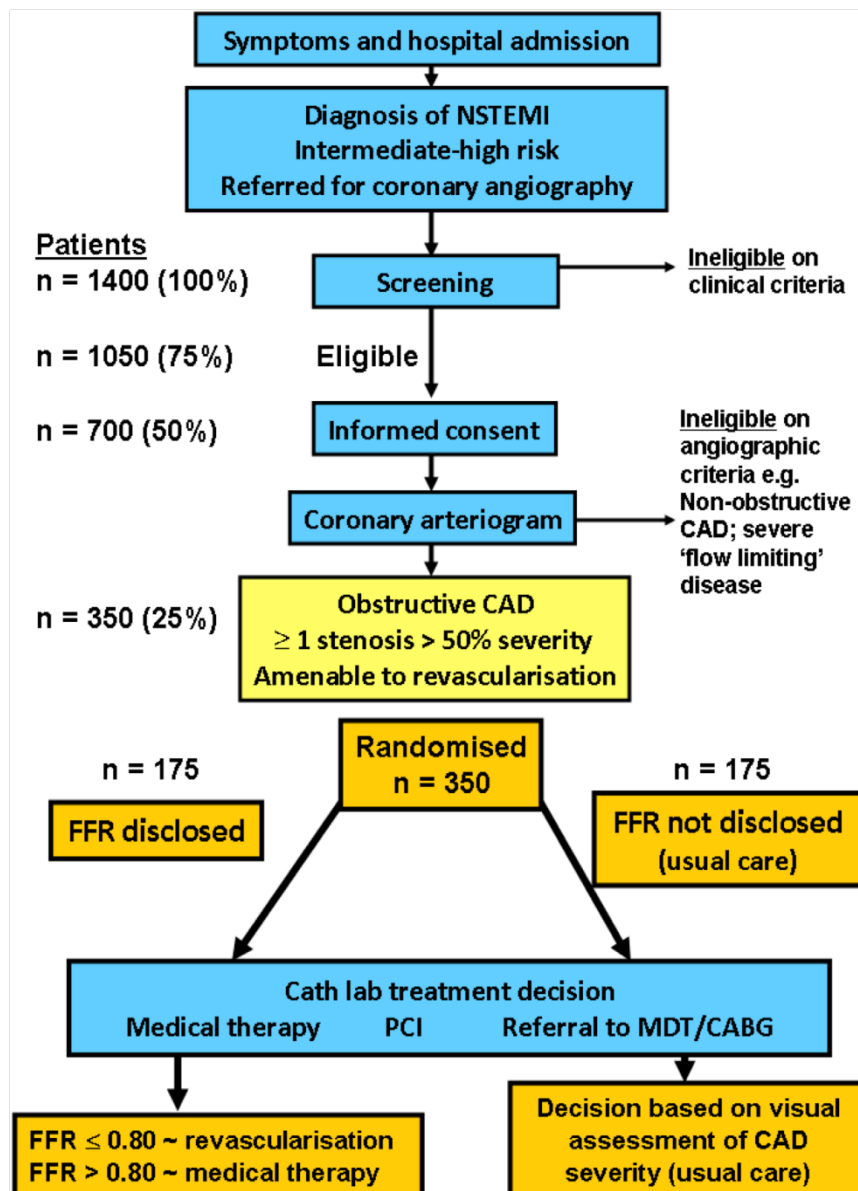 Symptoms and hospital admission
Diagnosis of NSTEMI
Intermediate-high risk
Referred for coronary angiography
Patients
n = 1400 (100%)
Screening
Ineligible on
clinical criteria
n = 1050 (75%)
Eligible
n = 700 (50%)
Informed consent
Ineligible on
angiographic
criteria e.g.
Non-obstructive
CAD; severe
‘flow limiting’
disease
Coronary arteriogram
n = 350 (25%)
Obstructive CAD
≥ 1 stenosis > 50% severity
Amenable to revascularisation
Randomised
n = 350
n = 175
FFR disclosed
n = 175
FFR not disclosed
(usual care)
Cath lab treatment decision
Medical therapy PCI Referral to MDT/CABG
FFR ≤ 0.80 ~ revascularisation
FFR > 0.80 ~ medical therapy
Decision based on visual
assessment of CAD
severity (usual care)